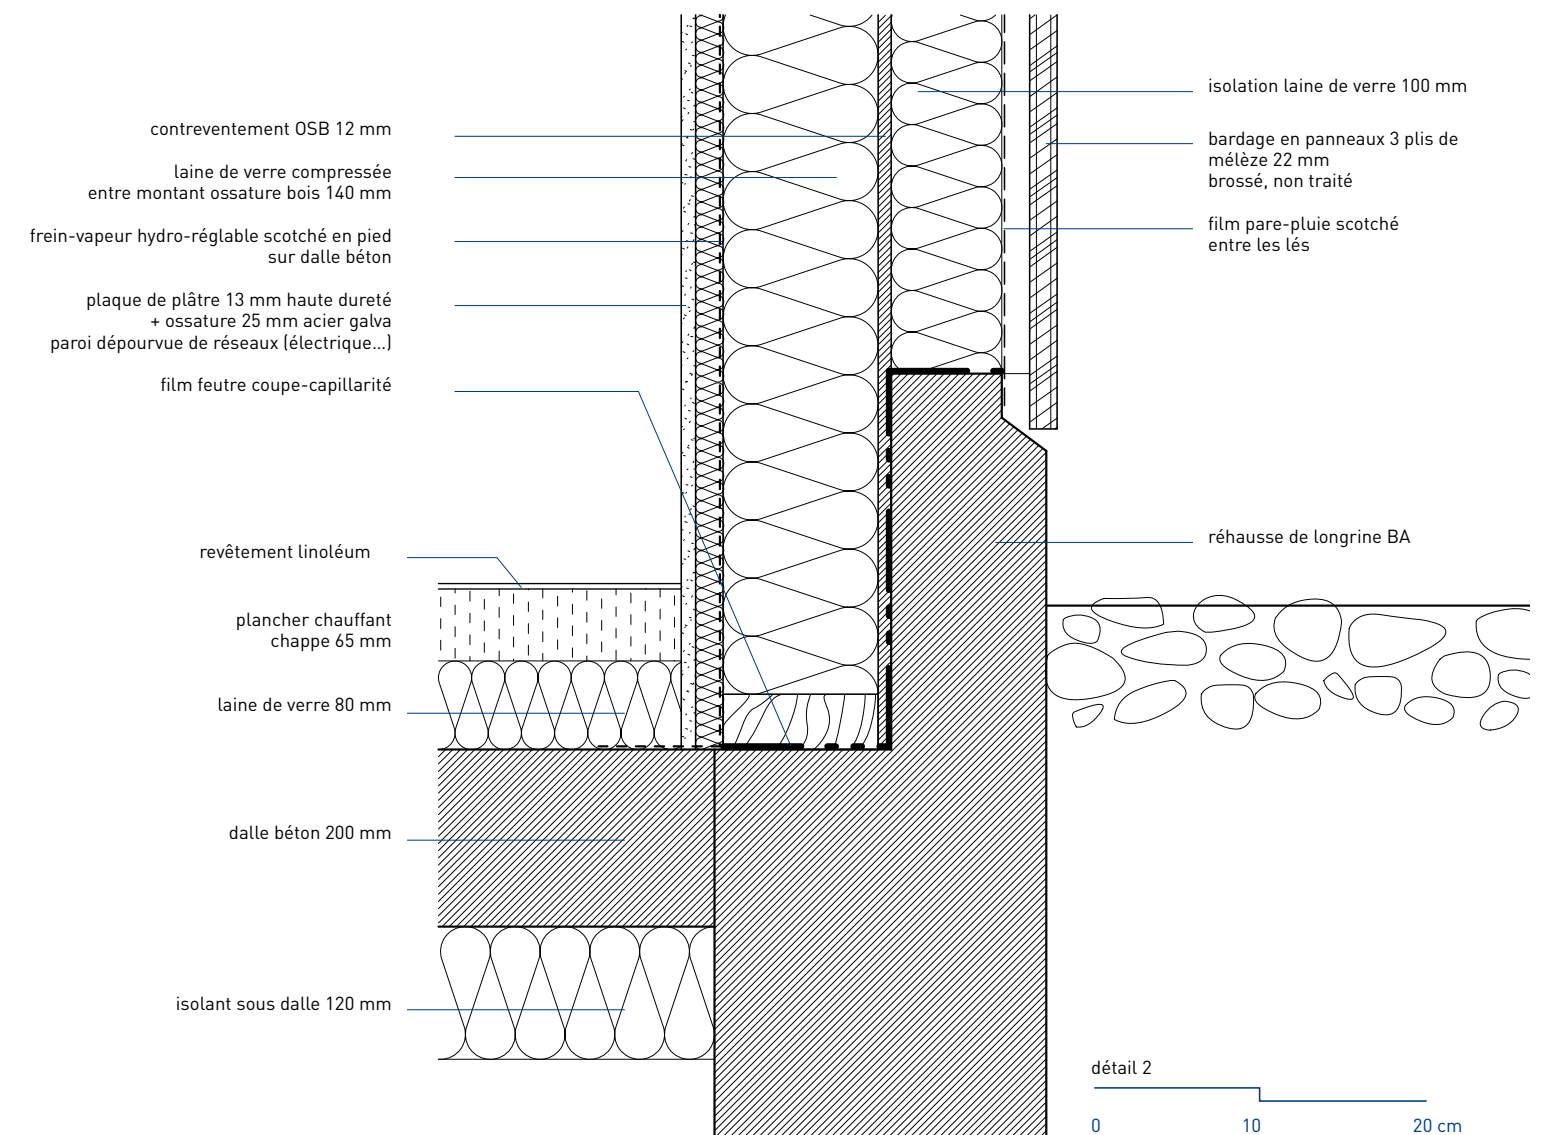 contreventement OSB 12 mm
laine de verre compressée
entre montant ossature bois 140 mm
frein-vapeur hydro-réglable scotché en pied
sur dalle béton
plaque de plâtre 13 mm haute dureté
+ ossature 25 mm acier galva
paroi dépourvue de réseaux (électrique...)
film feutre coupe-capillarité
revêtement linoléum
plancher chauffant
chappe 65 mm
laine de verre 80 mm
dalle béton 200 mm
isolant sous dalle 120 mm
isolation laine de verre 100 mm
bardage en panneaux 3 plis de
mélèze 22 mm
brossé, non traité
film pare-pluie scotché
entre les lés
réhausse de longrine BA
détail 2
0 10 20 cm